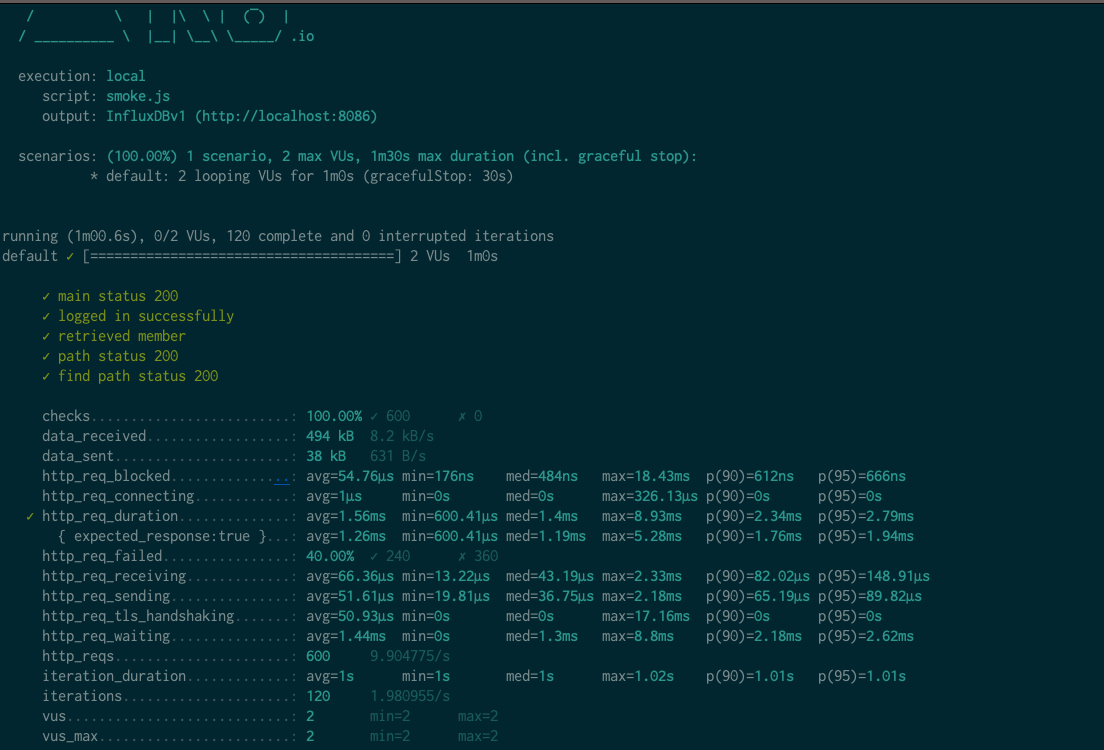 /          \   |  |\  \ |  (‾)  |
/ __________ \  |__| \__\ \_____/ .io
execution: local
script: smoke.js
output: InfluxDBv1 (http://localhost:8086)
scenarios: (100.00%) 1 scenario, 2 max VUs, 1m30s max duration (incl. graceful stop):
* default: 2 looping VUs for 1m0s (gracefulStop: 30s)
running (1m00.6s), 0/2 VUs, 120 complete and 0 interrupted iterations
default ✓ [======================================] 2 VUs  1m0s
✓ main status 200
✓ logged in successfully
✓ retrieved member
✓ path status 200
✓ find path status 200
checks.........................: 100.00% ✓ 600      ✗ 0
data_received..................: 494 kB  8.2 kB/s
data_sent......................: 38 kB   631 B/s
http_req_blocked...............: avg=54.76µs min=176ns    med=484ns   max=18.43ms  p(90)=612ns   p(95)=666ns
http_req_connecting............: avg=1µs     min=0s       med=0s      max=326.13µs p(90)=0s      p(95)=0s
✓ http_req_duration..............: avg=1.56ms  min=600.41µs med=1.4ms   max=8.93ms   p(90)=2.34ms  p(95)=2.79ms
{ expected_response:true }...: avg=1.26ms  min=600.41µs med=1.19ms  max=5.28ms   p(90)=1.76ms  p(95)=1.94ms
http_req_failed................: 40.00% ✓ 240      ✗ 360
http_req_receiving.............: avg=66.36µs min=13.22µs  med=43.19µs max=2.33ms   p(90)=82.02µs p(95)=148.91µs
http_req_sending...............: avg=51.61µs min=19.81µs  med=36.75µs max=2.18ms   p(90)=65.19µs p(95)=89.82µs
http_req_tls_handshaking.......: avg=50.93µs min=0s       med=0s      max=17.16ms  p(90)=0s      p(95)=0s
http_req_waiting...............: avg=1.44ms  min=0s       med=1.3ms   max=8.8ms    p(90)=2.18ms  p(95)=2.62ms
http_reqs......................: 600     9.904775/s
iteration_duration.............: avg=1s      min=1s       med=1s      max=1.02s    p(90)=1.01s   p(95)=1.01s
iterations.....................: 120     1.980955/s
vus............................: 2       min=2      max=2
vus_max........................: 2       min=2      max=2